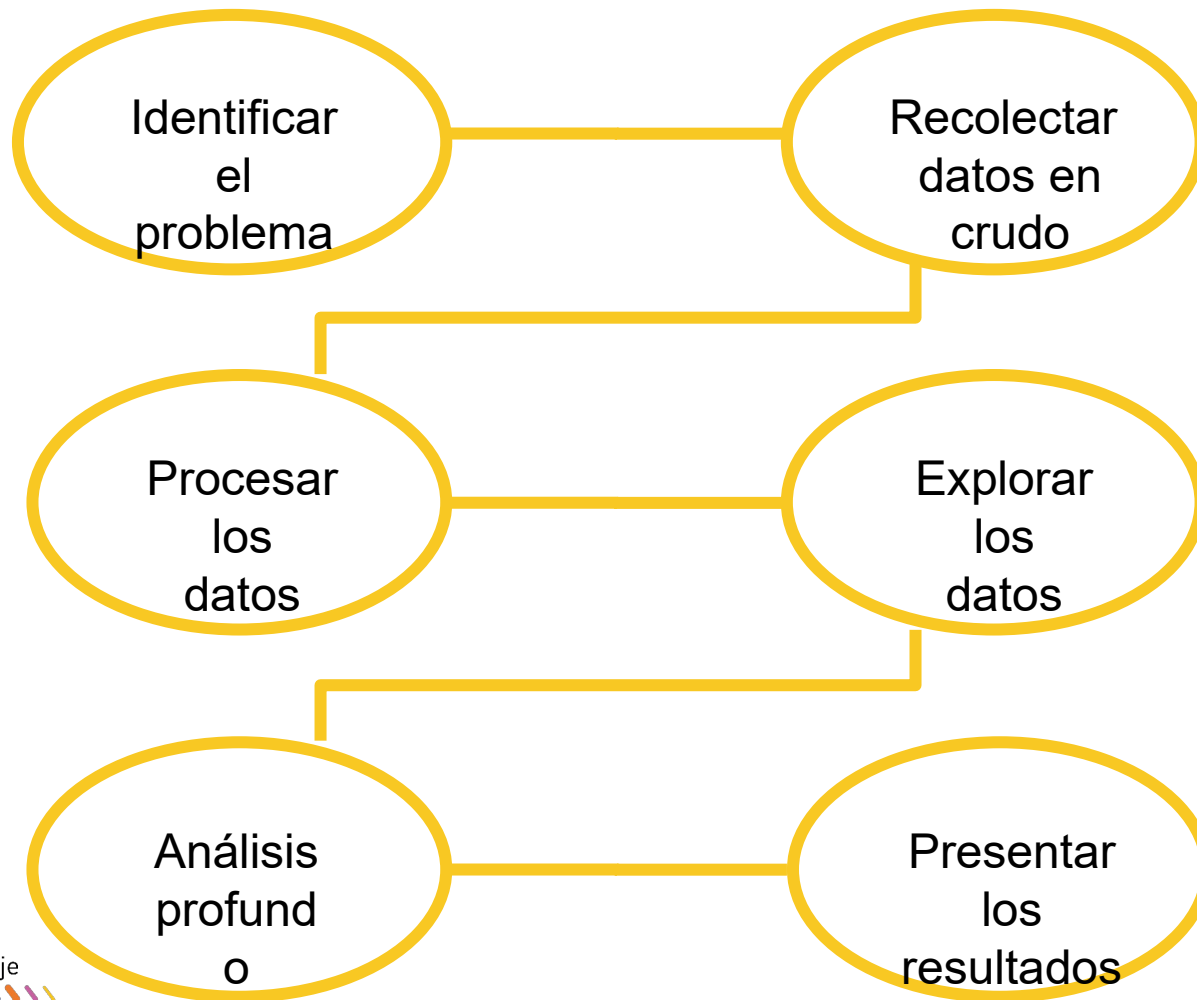 Identificar
el
problema
Recolectar
datos en
crudo
Procesar
los
datos
Explorar
los
datos
Análisis
profund
o
Presentar
los
resultados
je